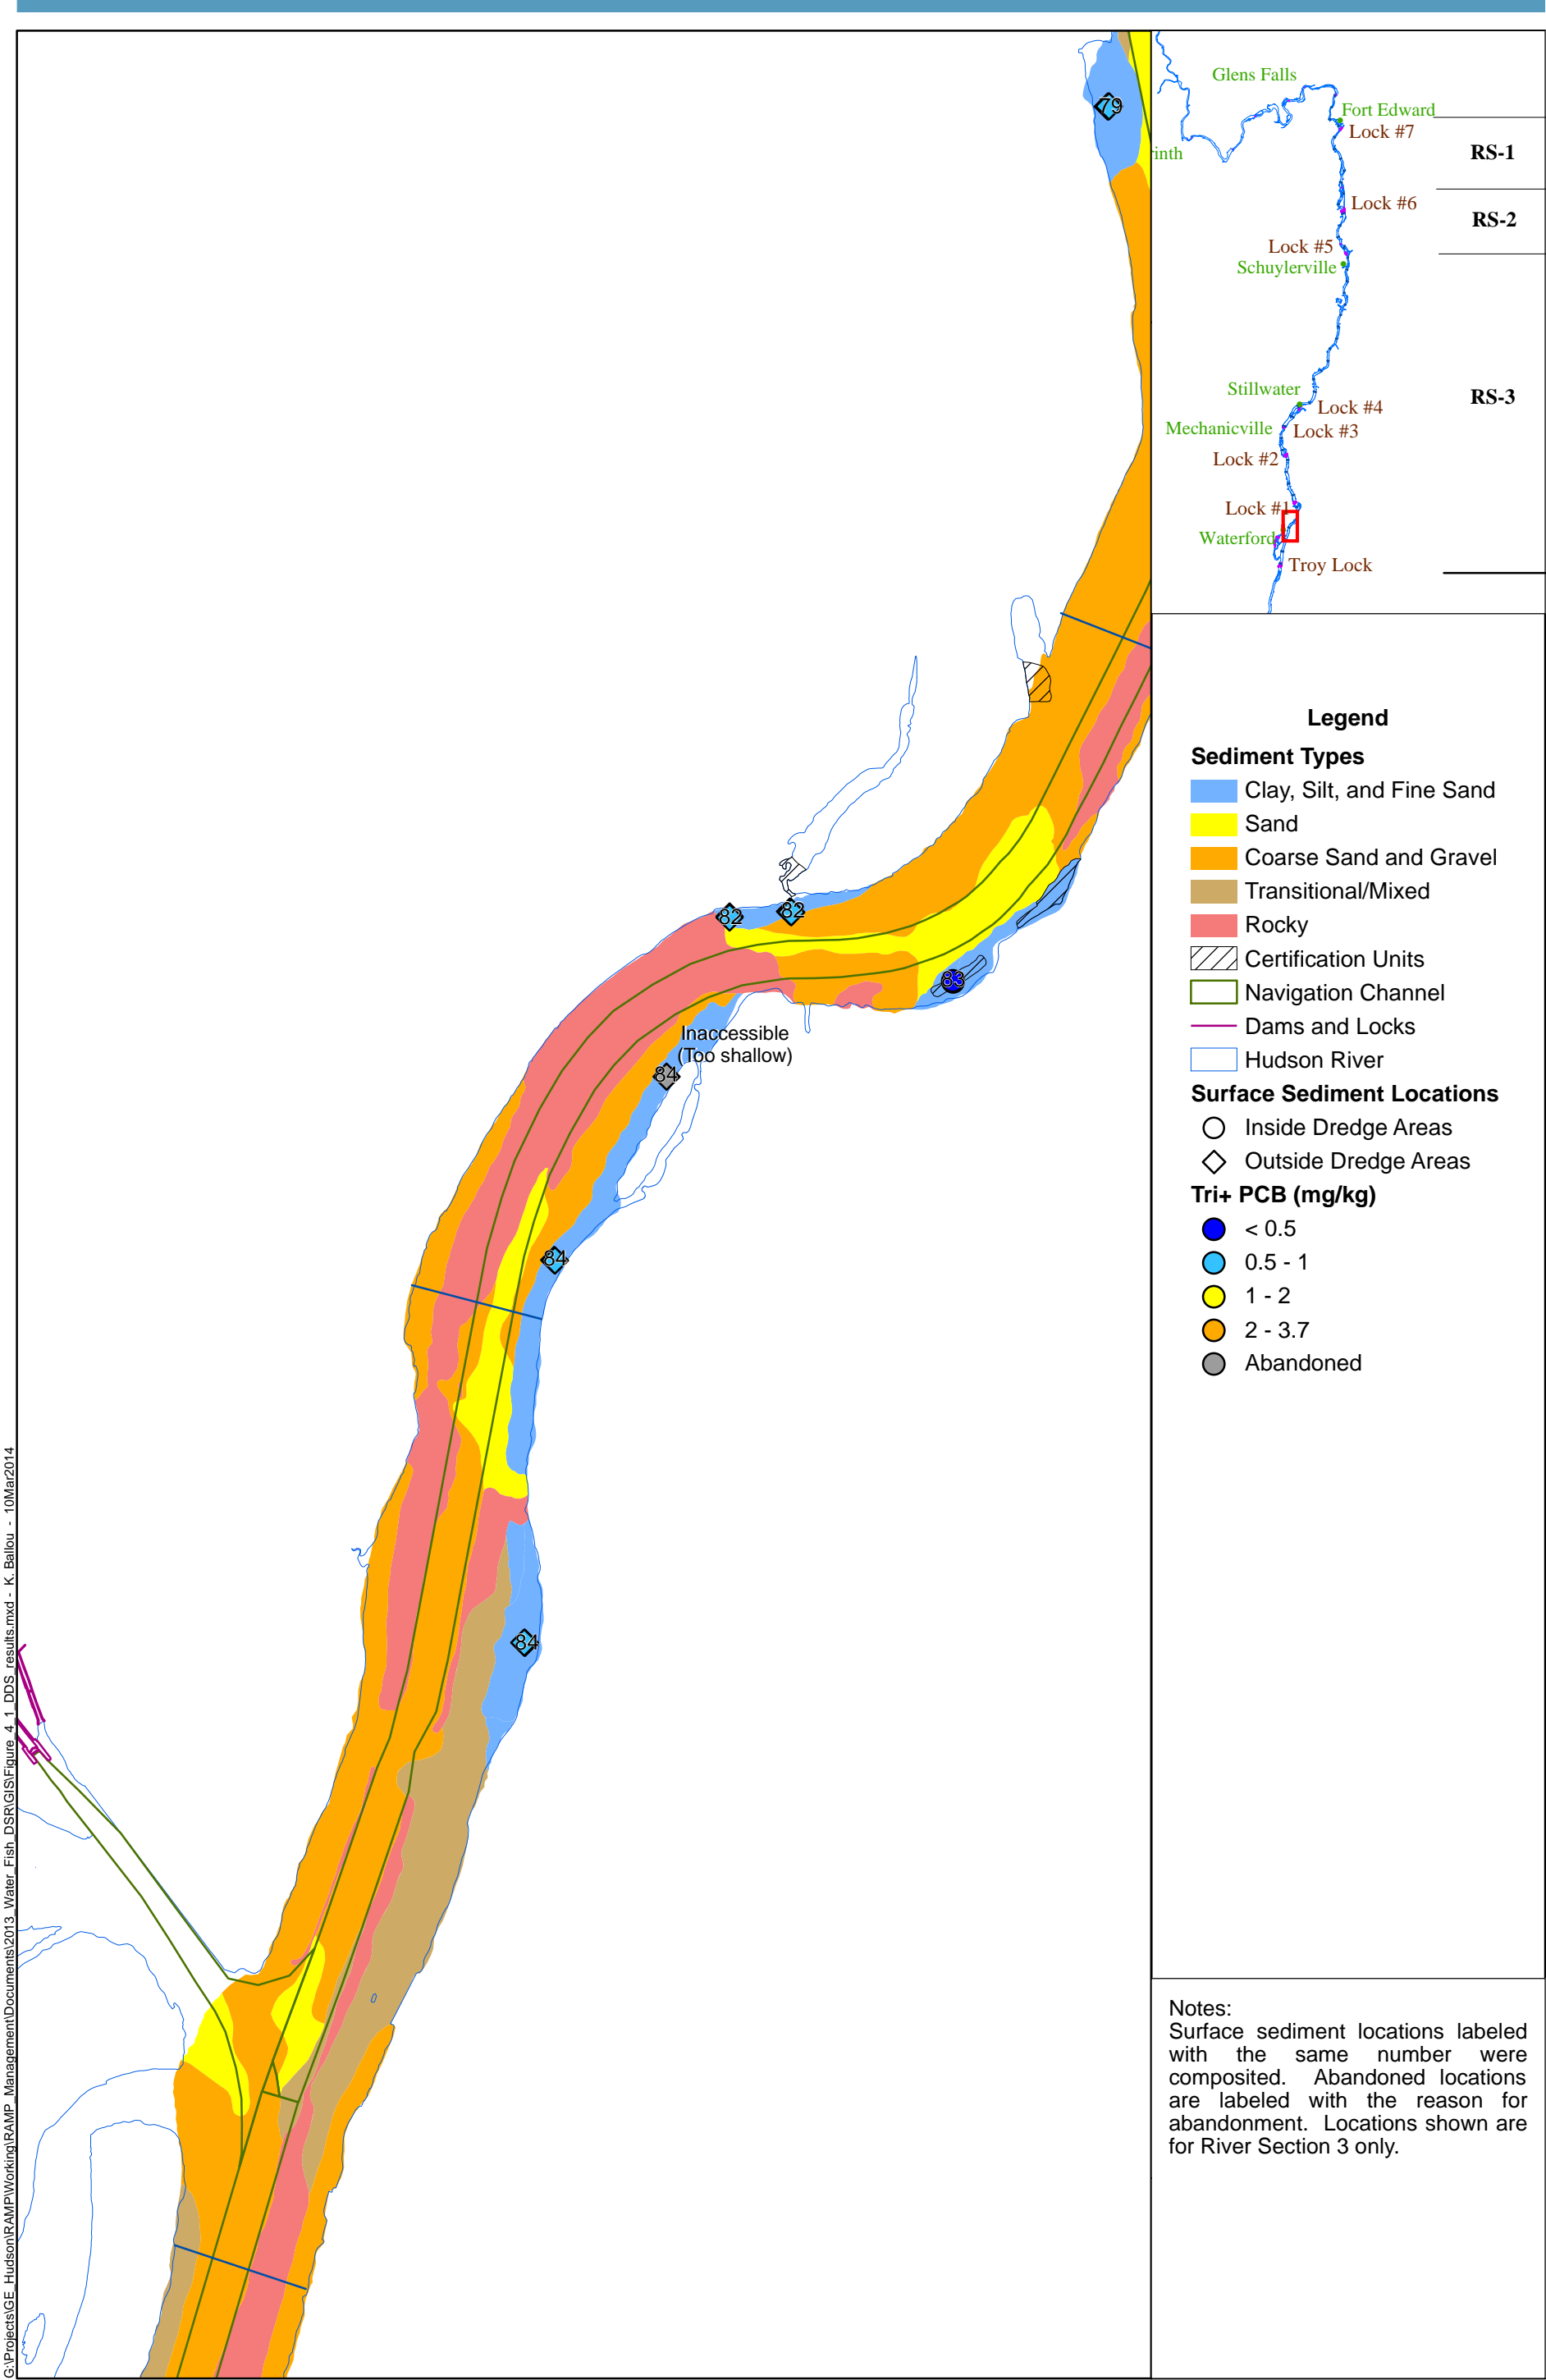 79
82
82
83
Inaccessible
(Too shallow)
84
84
84
G:\Projects\GE_Hudson\RAMP\Working\RAMP_Management\Documents\2013_Water_Fish_DSR\GIS\Figure_4_1_DDS_results.mxd - K. Ballou - 10Mar2014
Glens Falls
Fort Edward
Lock #7
RS-1
inth
Lock #6
RS-2
Lock #5
Schuylerville
Stillwater
RS-3
Lock #4
Mechanicville
Lock #3
Lock #2
Lock #1
Waterford
Troy Lock
Legend
Sediment Types
Clay, Silt, and Fine Sand
Sand
Coarse Sand and Gravel
Transitional/Mixed
Rocky
Certification Units
Navigation Channel
Dams and Locks
Hudson River
Surface Sediment Locations
Inside Dredge Areas
Outside Dredge Areas
Tri+ PCB (mg/kg)
< 0.5
0.5 - 1
1 - 2
2 - 3.7
Abandoned
Notes:
Surface sediment locations labeled
with the same number were
composited. Abandoned locations
are labeled with the reason for
abandonment. Locations shown are
for River Section 3 only.